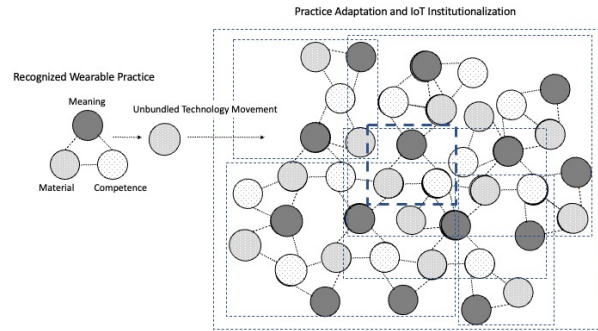 Practice Adaptation and IoT Institutionalization
Recognized Wearable Practice
Meaning
Unbundled Technology Movement
Material
Competence